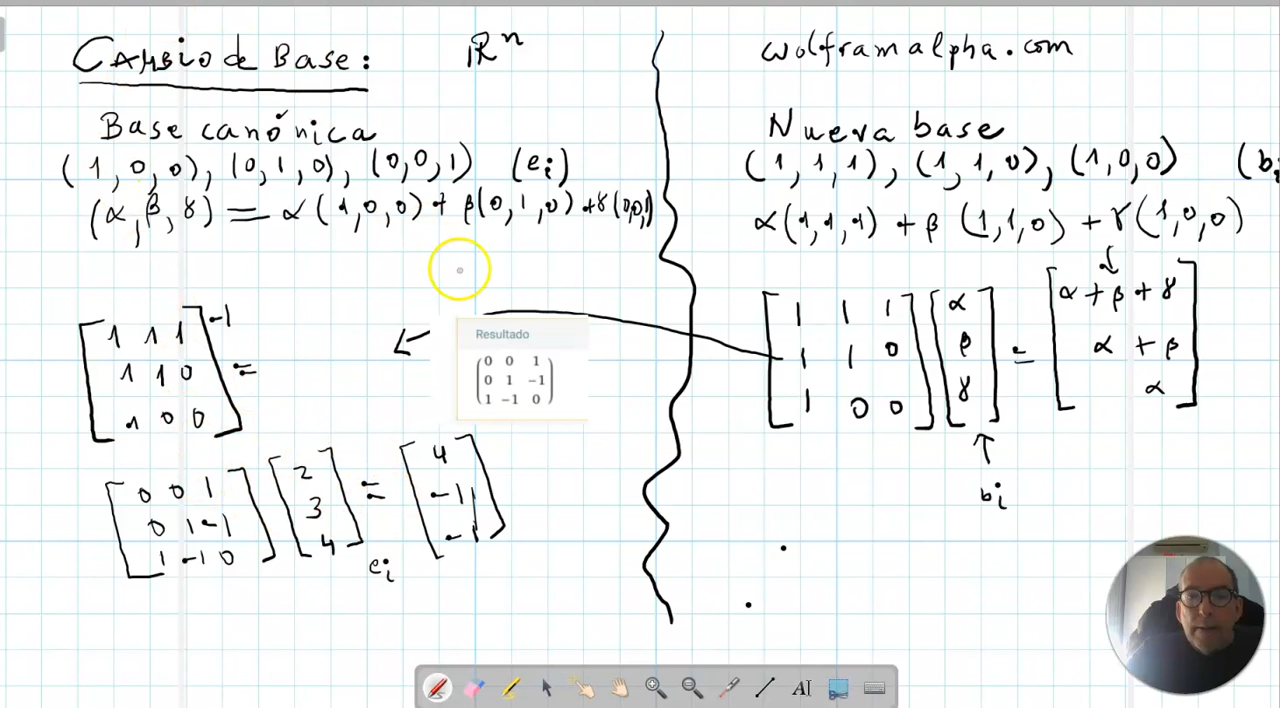 Cambio de Base: ℝⁿ
Base canónica
(1, 0, 0), (0, 1, 0), (0, 0, 1) (ei)
(α, β, γ) = α(1, 0, 0) + β(0, 1, 0) + γ(0,0,1)
[1 1 1]⁻¹
[1 1 0] =
[1 0 0]
Resultado
(0 0 1)
(0 1 −1)
(1 −1 0)
[0 0 1] [2] [4]
[0 1 -1] [3] = [-1]
[1 -1 0] [4] [-1]
ei
wolframalpha.com
Nueva base
(1, 1, 1), (1, 1, 0), (1, 0, 0) (bi
α(1, 1, 1) + β (1, 1, 0) + γ(1, 0, 0)
[1 1 1] [α] [α + β + γ]
[1 1 0] [β] = [α + β]
[1 0 0] [γ] [α]
bi
AI